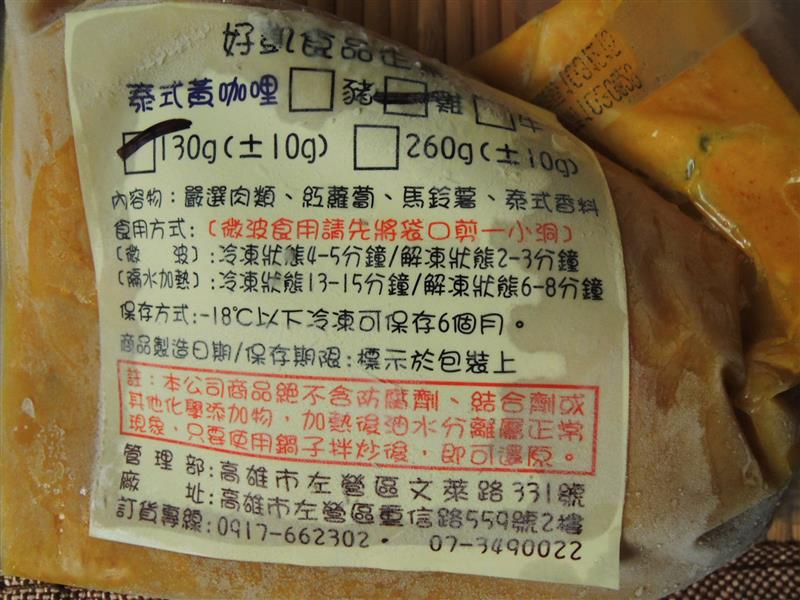 好凱食品企業
泰式黃咖哩 □豬 □雞 □牛
□130g(±10g) □260g(±10g)
內容物：嚴選肉類、紅蘿蔔、馬鈴薯、泰式香料
食用方式：(微波食用請先將袋口剪一小洞)
(微 波)：冷凍狀態4-5分鐘/解凍狀態2-3分鐘
(隔水加熱)：冷凍狀態13-15分鐘/解凍狀態6-8分鐘
保存方式：-18℃以下冷凍可保存6個月。
商品製造日期/保存期限：標示於包裝上
註：本公司商品絕不含防腐劑、結合劑或
其他化學添加物，加熱後油水分離屬正常
現象，只要使用鍋子拌炒後，即可還原。
管 理 部：高雄市左營區文萊路331號
廠 址：高雄市左營區重信路559號2樓
訂貨專線：0917-662302・ 07-3490022